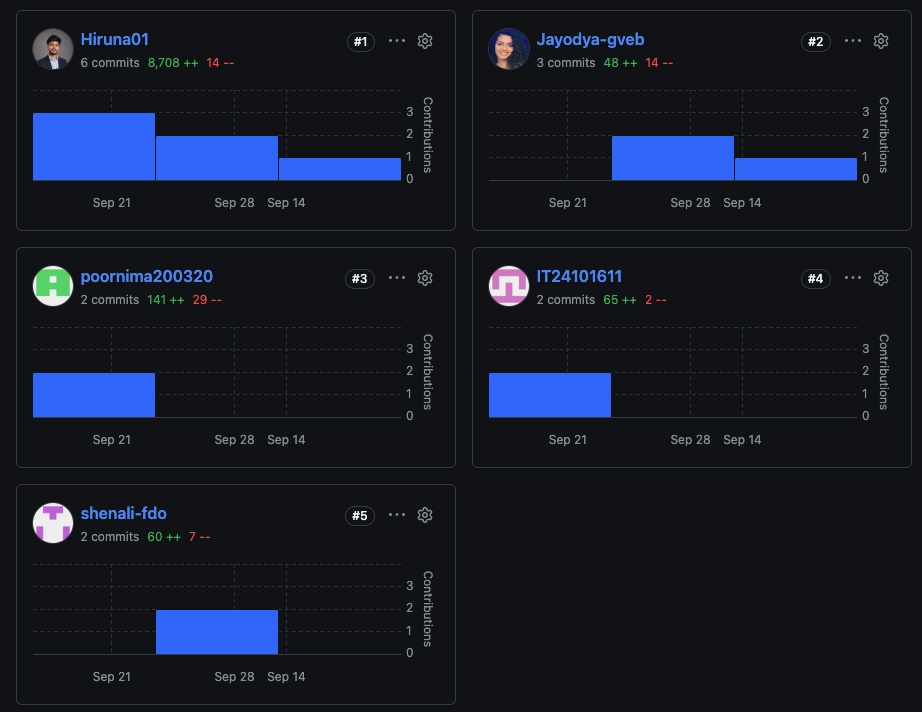 Hiruna01 #1 ···
6 commits 8,708 ++ 14 --
3
2
1
0
Contributions
Sep 21 Sep 28 Sep 14
Jayodya-gveb #2 ···
3 commits 48 ++ 14 --
3
2
1
0
Contributions
Sep 21 Sep 28 Sep 14
poornima200320 #3 ···
2 commits 141 ++ 29 --
3
2
1
0
Contributions
Sep 21 Sep 28 Sep 14
IT24101611 #4 ···
2 commits 65 ++ 2 --
3
2
1
0
Contributions
Sep 21 Sep 28 Sep 14
shenali-fdo #5 ···
2 commits 60 ++ 7 --
3
2
1
0
Contributions
Sep 21 Sep 28 Sep 14